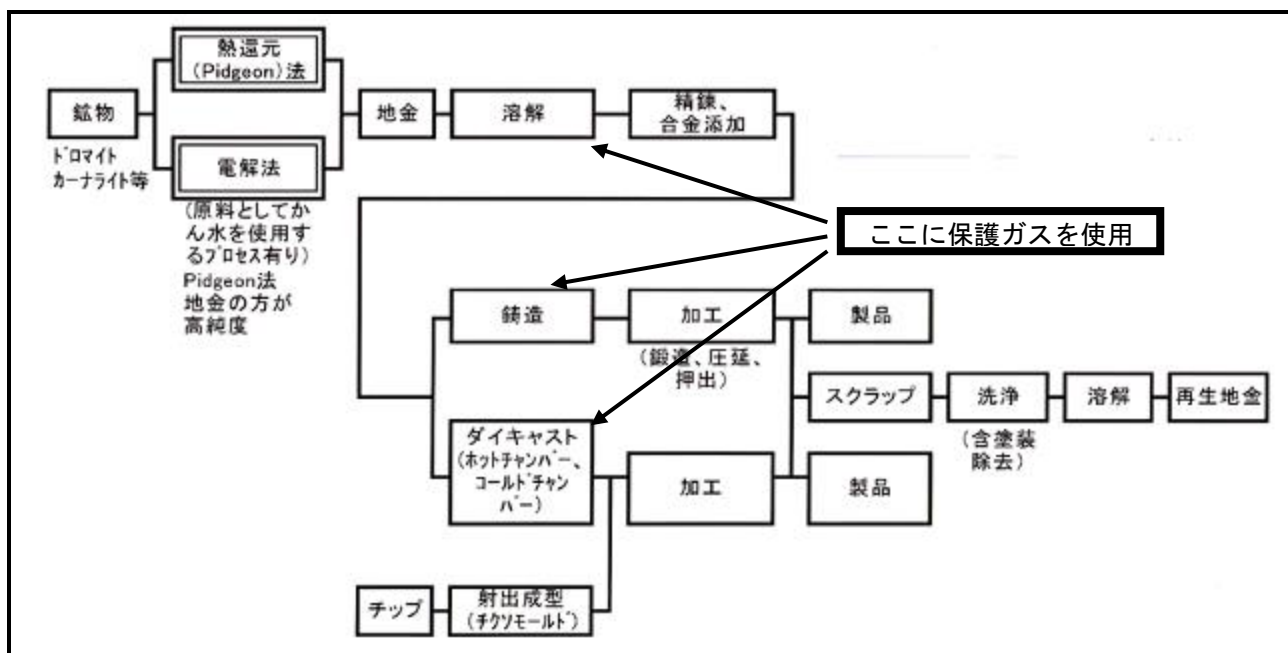 熱還元
(Pidgeon)法
鉱物
ドロマイト
カーナライト等
電解法
(原料としてか
ん水を使用す
るプロセス有り)
Pidgeon法
地金の方が
高純度
地金
溶解
精錬、
合金添加
ここに保護ガスを使用
鋳造
加工
(鍛造、圧延、
押出)
製品
スクラップ
洗浄
(含塗装
除去)
溶解
再生地金
ダイキャスト
(ホットチャンバー、
コールドチャン
バー)
加工
製品
チップ
射出成型
(チクソモールド)